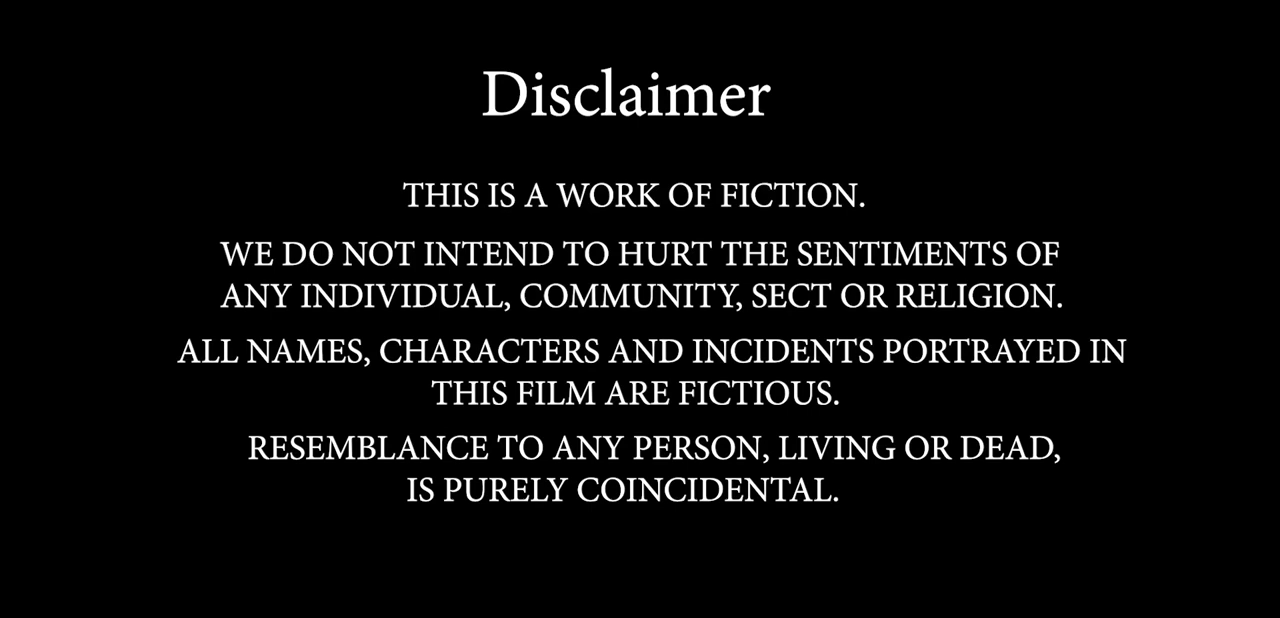 Disclaimer
THIS IS A WORK OF FICTION.
WE DO NOT INTEND TO HURT THE SENTIMENTS OF
ANY INDIVIDUAL, COMMUNITY, SECT OR RELIGION.
ALL NAMES, CHARACTERS AND INCIDENTS PORTRAYED IN
THIS FILM ARE FICTIOUS.
RESEMBLANCE TO ANY PERSON, LIVING OR DEAD,
IS PURELY COINCIDENTAL.